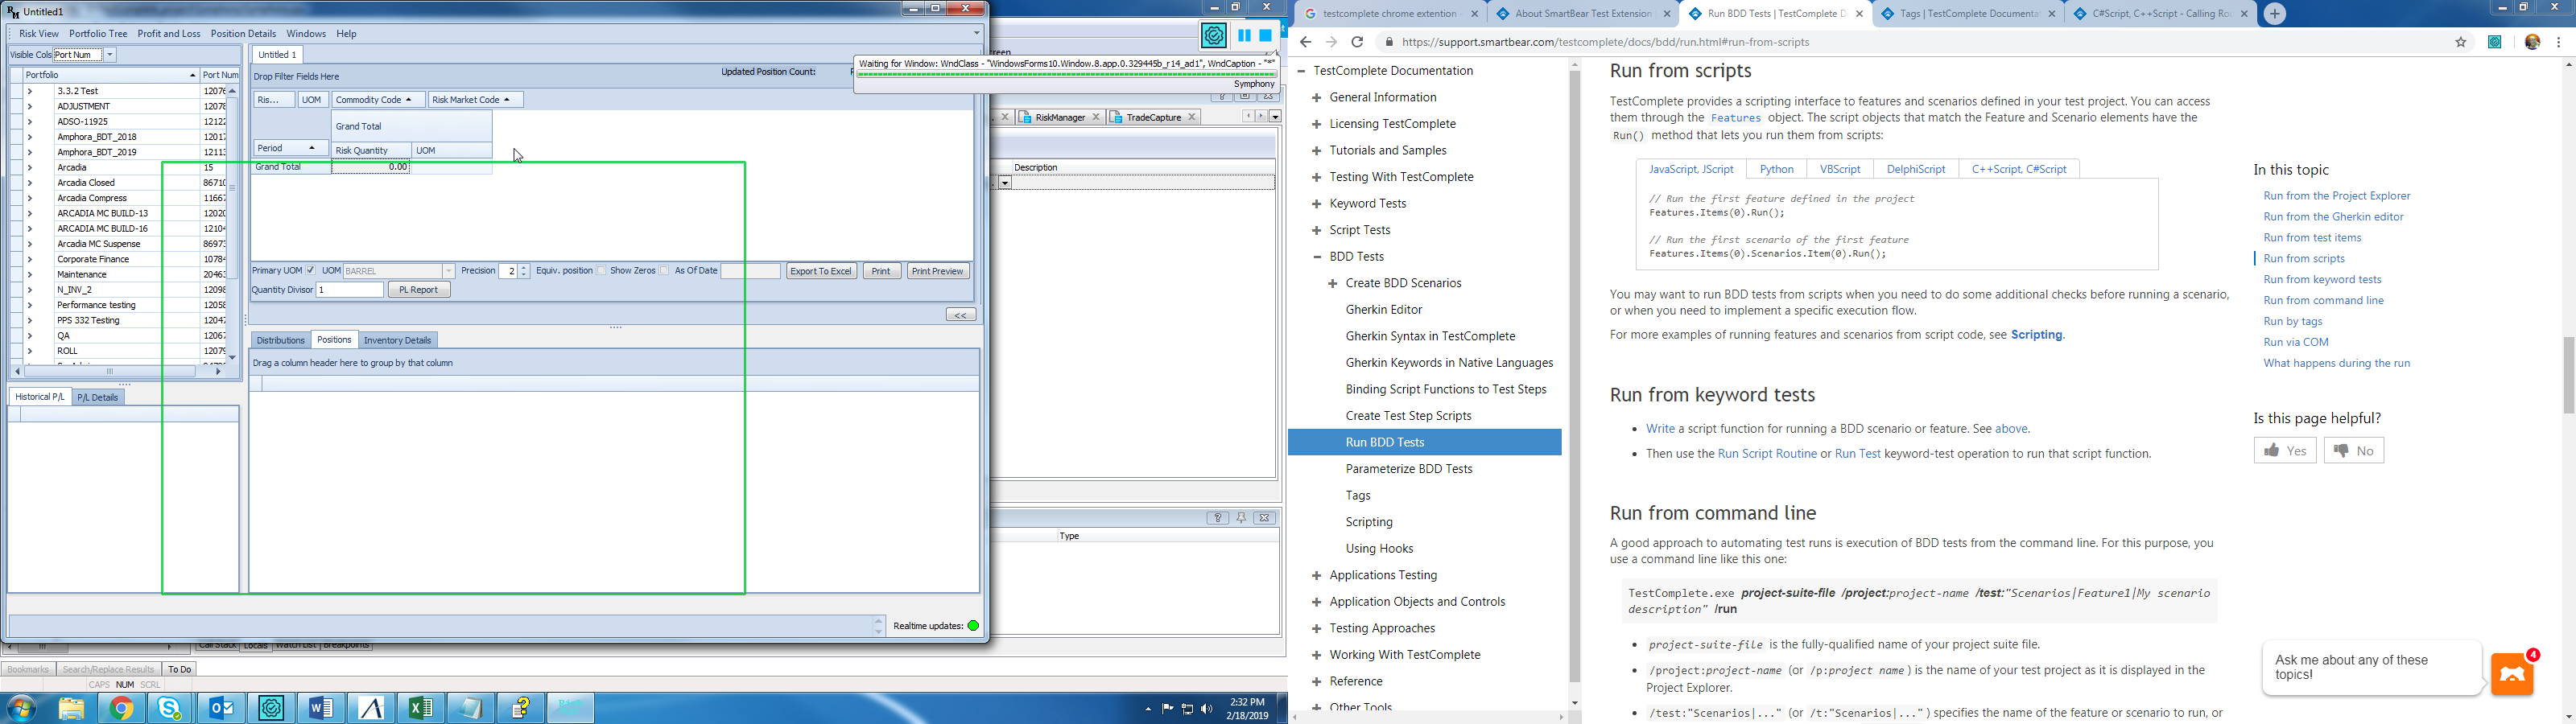 Untitled1
Risk View Portfolio Tree Profit and Loss Position Details Windows Help
Visible Cols Port Num
Portfolio Port Num
3.3.2 Test 12076
ADJUSTMENT 12078
ADSO-11925 12122
Amphora_BDT_2018 12017
Amphora_BDT_2019 12113
Arcadia 15
Arcadia Closed 86710
Arcadia Compress 11667
ARCADIA MC BUILD-13 12020
ARCADIA MC BUILD-16 12104
Arcadia MC Suspense 86973
Corporate Finance 10784
Maintenance 20463
N_INV_2 12098
Performance testing 12058
PPS 332 Testing 12047
QA 12067
ROLL 12079
Historical P/L P/L Details
Untitled 1
Drop Filter Fields Here
Updated Position Count:
Ris... UOM Commodity Code Risk Market Code
Grand Total
Period Risk Quantity UOM
Grand Total 0.00
Primary UOM UOM BARREL Precision 2 Equiv. position Show Zeros As Of Date Export To Excel Print Print Preview
Quantity Divisor 1 PL Report
<<
Distributions Positions Inventory Details
Drag a column header here to group by that column
Realtime updates:
Waiting for Window: WndClass - "WindowsForms10.Window.8.app.0.329445b_r14_ad1", WndCaption - "*"
Symphony
RiskManager TradeCapture
Description
Type
Call Stack Locals Watch List Breakpoints
Bookmarks Search/Replace Results To Do
CAPS NUM SCRL
2:32 PM
2/18/2019
testcomplete chrome extention
About SmartBear Test Extension
Run BDD Tests | TestComplete D
Tags | TestComplete Documenta
C#Script, C++Script - Calling Rou
https://support.smartbear.com/testcomplete/docs/bdd/run.html#run-from-scripts
TestComplete Documentation
General Information
Licensing TestComplete
Tutorials and Samples
Testing With TestComplete
Keyword Tests
Script Tests
BDD Tests
Create BDD Scenarios
Gherkin Editor
Gherkin Syntax in TestComplete
Gherkin Keywords in Native Languages
Binding Script Functions to Test Steps
Create Test Step Scripts
Run BDD Tests
Parameterize BDD Tests
Tags
Scripting
Using Hooks
Applications Testing
Application Objects and Controls
Testing Approaches
Working With TestComplete
Reference
Other Tools
Run from scripts
TestComplete provides a scripting interface to features and scenarios defined in your test project. You can access
them through the Features object. The script objects that match the Feature and Scenario elements have the
Run() method that lets you run them from scripts:
JavaScript, JScript Python VBScript DelphiScript C++Script, C#Script
// Run the first feature defined in the project
Features.Items(0).Run();
// Run the first scenario of the first feature
Features.Items(0).Scenarios.Item(0).Run();
You may want to run BDD tests from scripts when you need to do some additional checks before running a scenario,
or when you need to implement a specific execution flow.
For more examples of running features and scenarios from script code, see Scripting.
Run from keyword tests
• Write a script function for running a BDD scenario or feature. See above.
• Then use the Run Script Routine or Run Test keyword-test operation to run that script function.
Run from command line
A good approach to automating test runs is execution of BDD tests from the command line. For this purpose, you
use a command line like this one:
TestComplete.exe project-suite-file /project:project-name /test:"Scenarios|Feature1|My scenario
description" /run
• project-suite-file is the fully-qualified name of your project suite file.
• /project:project-name (or /p:project name) is the name of your test project as it is displayed in the
Project Explorer.
• /test:"Scenarios|..." (or /t:"Scenarios|...") specifies the name of the feature or scenario to run, or
In this topic
Run from the Project Explorer
Run from the Gherkin editor
Run from test items
Run from scripts
Run from keyword tests
Run from command line
Run by tags
Run via COM
What happens during the run
Is this page helpful?
Yes No
Ask me about any of these
topics!
4